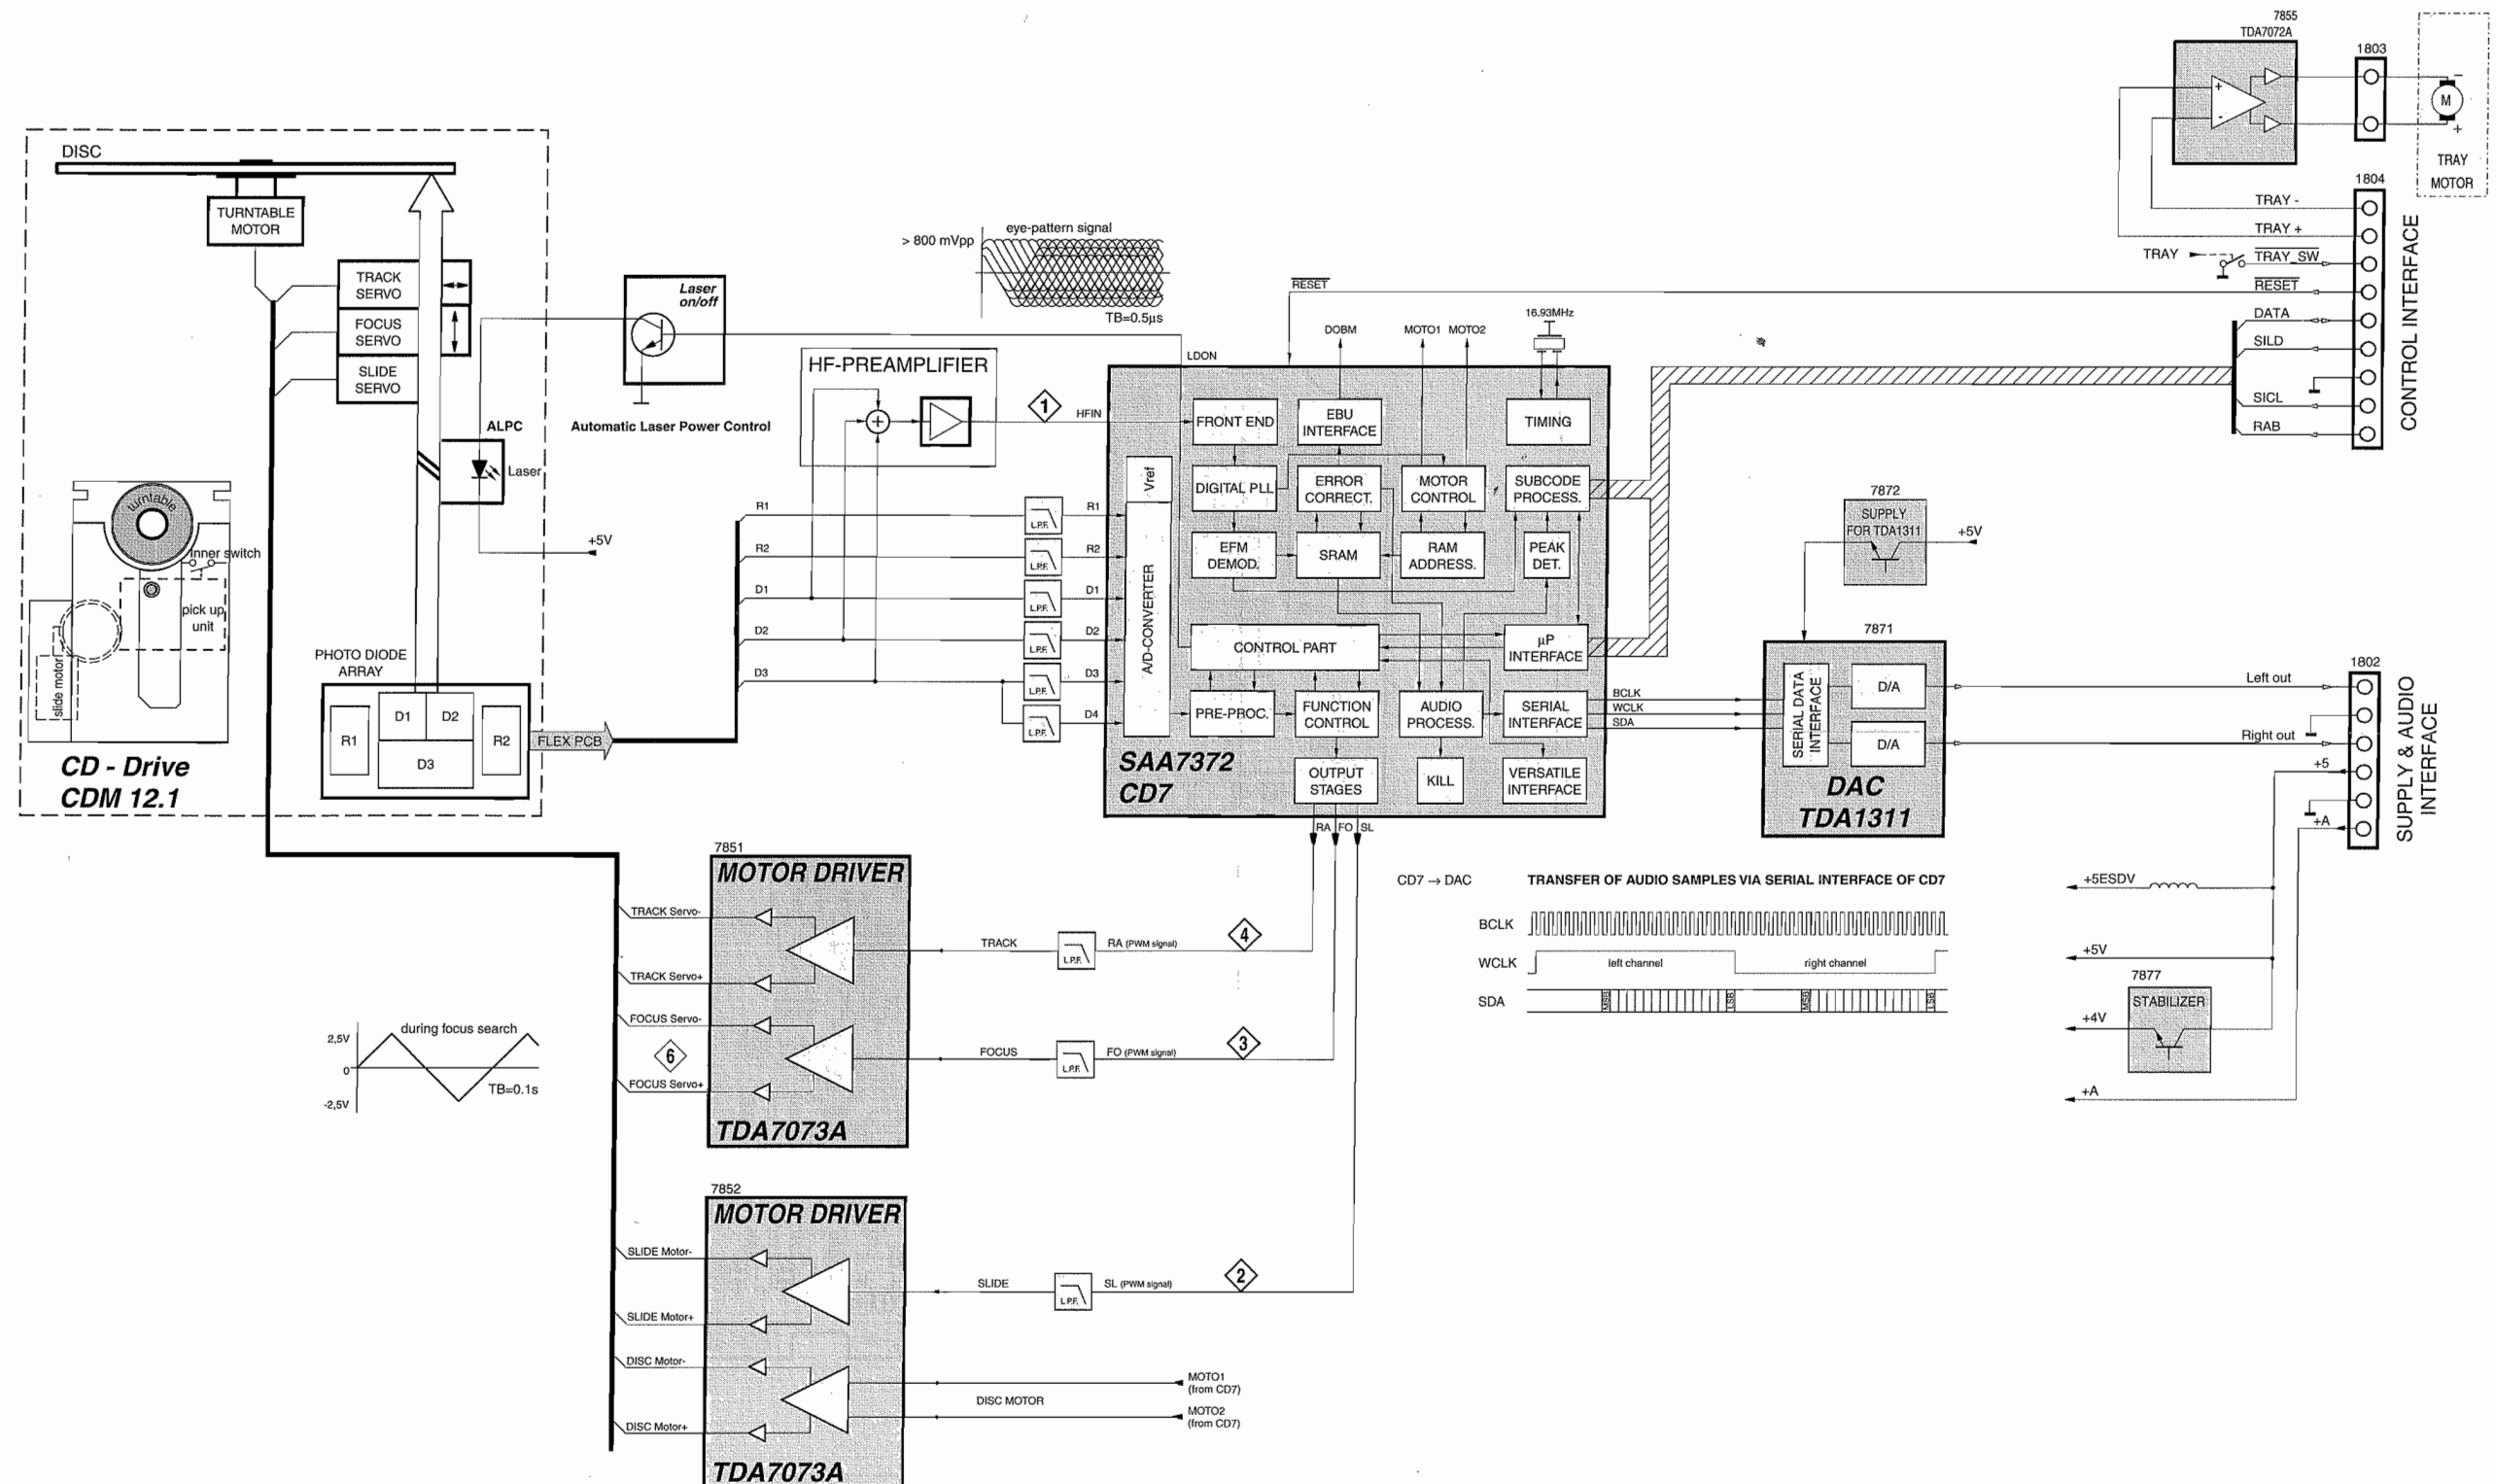 DISC
TURNTABLE
MOTOR
TRACK
SERVO
FOCUS
SERVO
SLIDE
SERVO
ALPC
Laser
+5V
turntable
Inner switch
pick up
unit
slide motor
PHOTO DIODE
ARRAY
R1
D1
D2
D3
R2
FLEX PCB
CD - Drive
CDM 12.1
Laser
on/off
Automatic Laser Power Control
> 800 mVpp
eye-pattern signal
TB=0.5µs
HF-PREAMPLIFIER
+
1
HFIN
LDON
RESET
DOBM
MOTO1
MOTO2
16.93MHz
R1
L.P.F.
R1
R2
L.P.F.
R2
D1
L.P.F.
D1
D2
L.P.F.
D2
D3
L.P.F.
D3
L.P.F.
D4
Vref
A/D-CONVERTER
FRONT END
EBU
INTERFACE
TIMING
DIGITAL PLL
ERROR
CORRECT.
MOTOR
CONTROL
SUBCODE
PROCESS.
EFM
DEMOD.
SRAM
RAM
ADDRESS.
PEAK
DET.
CONTROL PART
µP
INTERFACE
PRE-PROC.
FUNCTION
CONTROL
AUDIO
PROCESS.
SERIAL
INTERFACE
OUTPUT
STAGES
KILL
VERSATILE
INTERFACE
SAA7372
CD7
RA
FO
SL
BCLK
WCLK
SDA
7855
TDA7072A
+
-
1803
M
−
+
TRAY
MOTOR
1804
TRAY -
TRAY +
TRAY
TRAY_SW
RESET
DATA
SILD
SICL
RAB
CONTROL INTERFACE
7872
SUPPLY
FOR TDA1311
+5V
7871
SERIAL DATA
INTERFACE
D/A
D/A
DAC
TDA1311
1802
Left out
Right out
+5
+A
SUPPLY & AUDIO
INTERFACE
+5ESDV
+5V
7877
STABILIZER
+4V
+A
CD7 → DAC
TRANSFER OF AUDIO SAMPLES VIA SERIAL INTERFACE OF CD7
BCLK
WCLK
left channel
right channel
SDA
MSB
LSB
MSB
LSB
7851
MOTOR DRIVER
TRACK Servo-
TRACK Servo+
FOCUS Servo-
FOCUS Servo+
6
TDA7073A
TRACK
L.P.F.
RA (PWM signal)
4
FOCUS
L.P.F.
FO (PWM signal)
3
2,5V
0
-2,5V
during focus search
TB=0.1s
7852
MOTOR DRIVER
SLIDE Motor-
SLIDE Motor+
DISC Motor-
DISC Motor+
TDA7073A
SLIDE
L.P.F.
SL (PWM signal)
2
DISC MOTOR
MOTO1
(from CD7)
MOTO2
(from CD7)